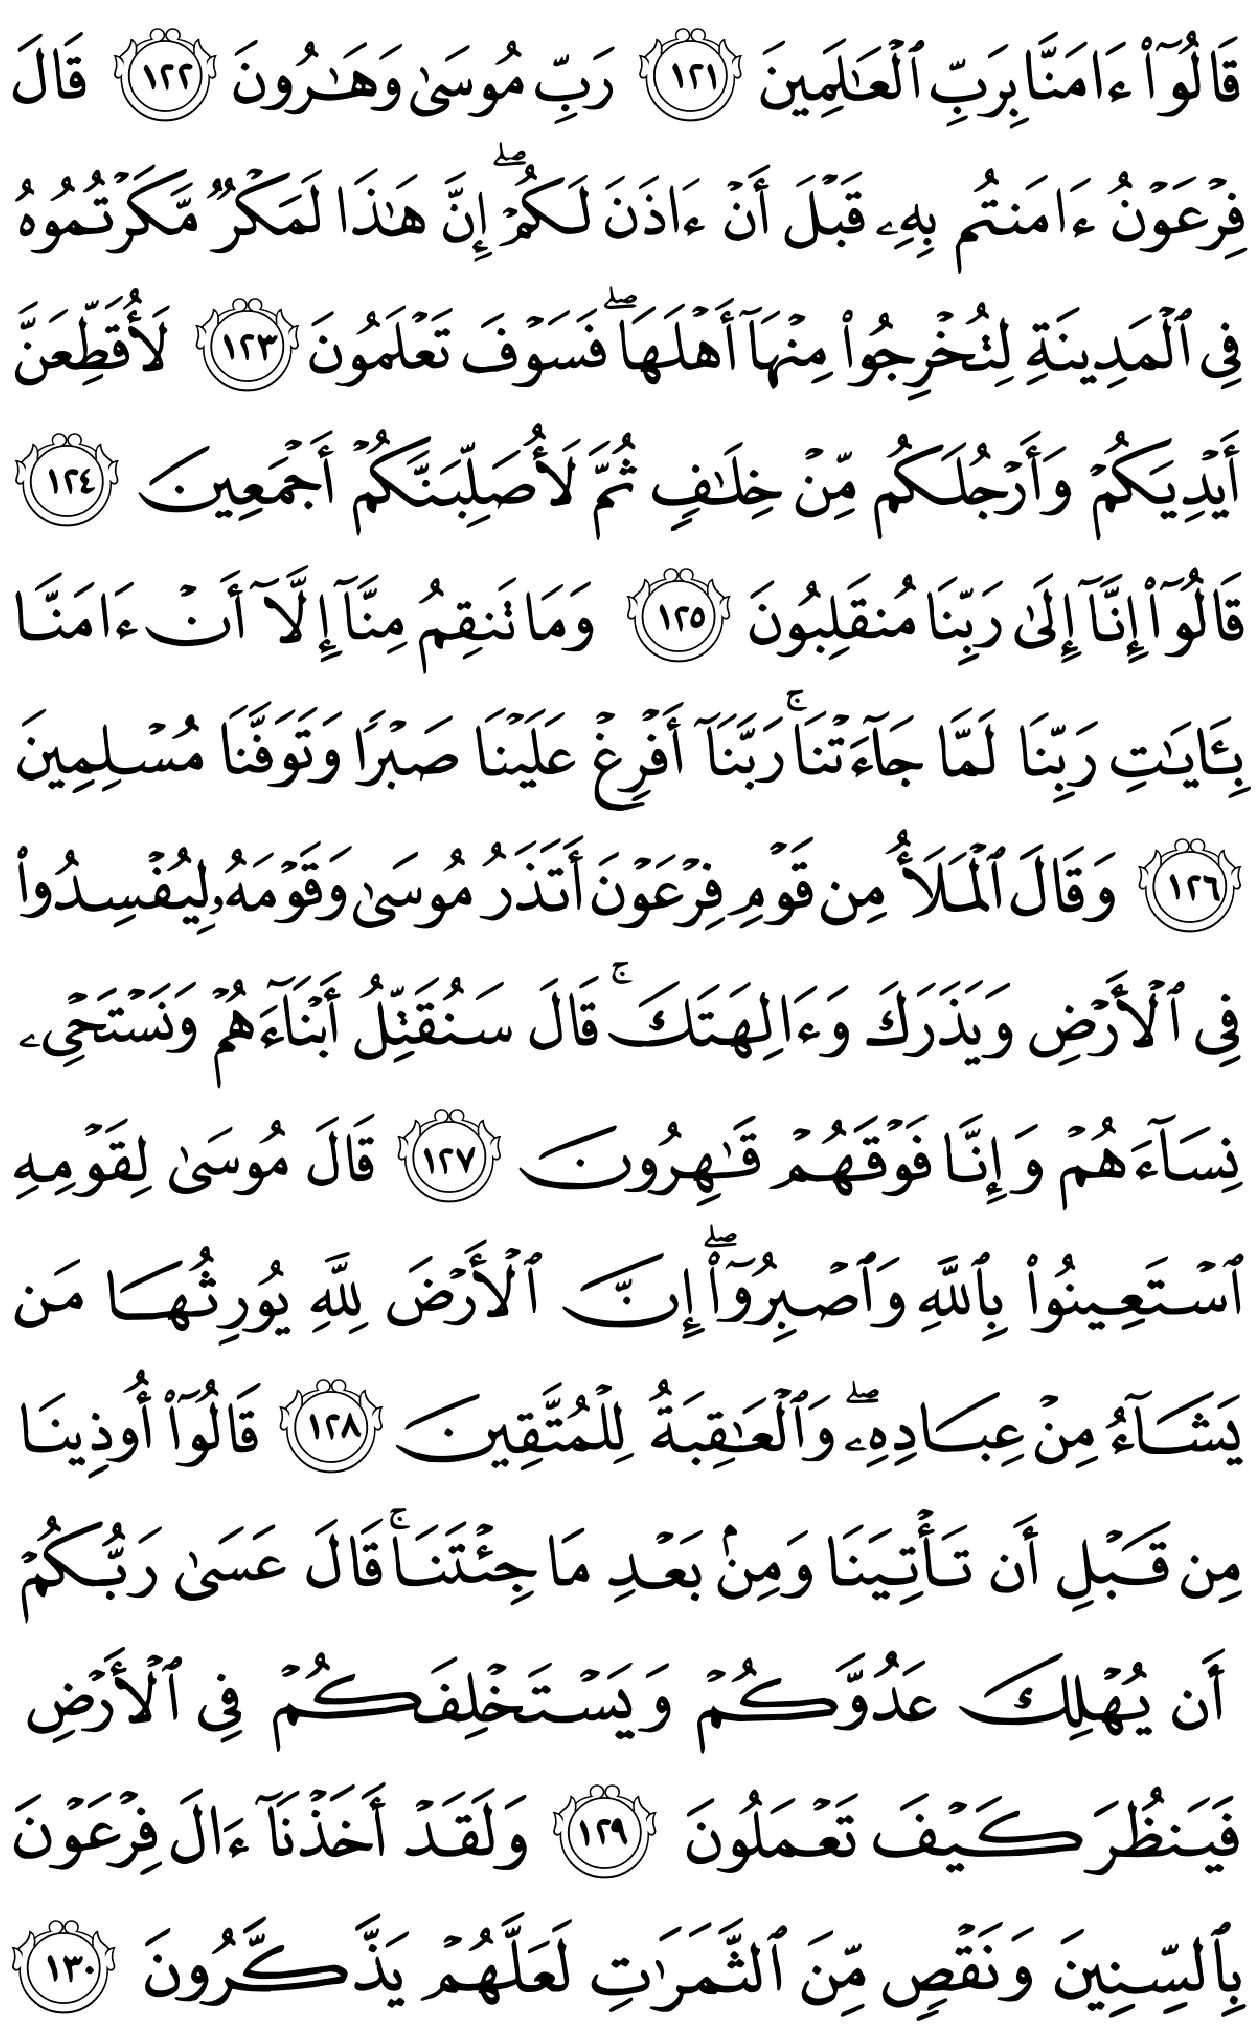 قَالُوٓا۟ ءَامَنَّا بِرَبِّ ٱلْعَـٰلَمِينَ ١٢١ رَبِّ مُوسَىٰ وَهَـٰرُونَ ١٢٢ قَالَ
فِرْعَوْنُ ءَامَنتُم بِهِۦ قَبْلَ أَنْ ءَاذَنَ لَكُمْ ۖ إِنَّ هَـٰذَا لَمَكْرٌ مَّكَرْتُمُوهُ
فِى ٱلْمَدِينَةِ لِتُخْرِجُوا۟ مِنْهَآ أَهْلَهَا ۖ فَسَوْفَ تَعْلَمُونَ ١٢٣ لَأُقَطِّعَنَّ
أَيْدِيَكُمْ وَأَرْجُلَكُم مِّنْ خِلَـٰفٍ ثُمَّ لَأُصَلِّبَنَّكُمْ أَجْمَعِينَ ١٢٤
قَالُوٓا۟ إِنَّآ إِلَىٰ رَبِّنَا مُنقَلِبُونَ ١٢٥ وَمَا تَنقِمُ مِنَّآ إِلَّآ أَنْ ءَامَنَّا
بِـَٔايَـٰتِ رَبِّنَا لَمَّا جَآءَتْنَا ۚ رَبَّنَآ أَفْرِغْ عَلَيْنَا صَبْرًا وَتَوَفَّنَا مُسْلِمِينَ
١٢٦ وَقَالَ ٱلْمَلَأُ مِن قَوْمِ فِرْعَوْنَ أَتَذَرُ مُوسَىٰ وَقَوْمَهُۥ لِيُفْسِدُوا۟
فِى ٱلْأَرْضِ وَيَذَرَكَ وَءَالِهَتَكَ ۚ قَالَ سَنُقَتِّلُ أَبْنَآءَهُمْ وَنَسْتَحْىِۦ
نِسَآءَهُمْ وَإِنَّا فَوْقَهُمْ قَـٰهِرُونَ ١٢٧ قَالَ مُوسَىٰ لِقَوْمِهِ
ٱسْتَعِينُوا۟ بِٱللَّهِ وَٱصْبِرُوٓا۟ ۖ إِنَّ ٱلْأَرْضَ لِلَّهِ يُورِثُهَا مَن
يَشَآءُ مِنْ عِبَادِهِۦ ۖ وَٱلْعَـٰقِبَةُ لِلْمُتَّقِينَ ١٢٨ قَالُوٓا۟ أُوذِينَا
مِن قَبْلِ أَن تَأْتِيَنَا وَمِنۢ بَعْدِ مَا جِئْتَنَا ۚ قَالَ عَسَىٰ رَبُّكُمْ
أَن يُهْلِكَ عَدُوَّكُمْ وَيَسْتَخْلِفَكُمْ فِى ٱلْأَرْضِ
فَيَنظُرَ كَيْفَ تَعْمَلُونَ ١٢٩ وَلَقَدْ أَخَذْنَآ ءَالَ فِرْعَوْنَ
بِٱلسِّنِينَ وَنَقْصٍ مِّنَ ٱلثَّمَرَٰتِ لَعَلَّهُمْ يَذَّكَّرُونَ ١٣٠